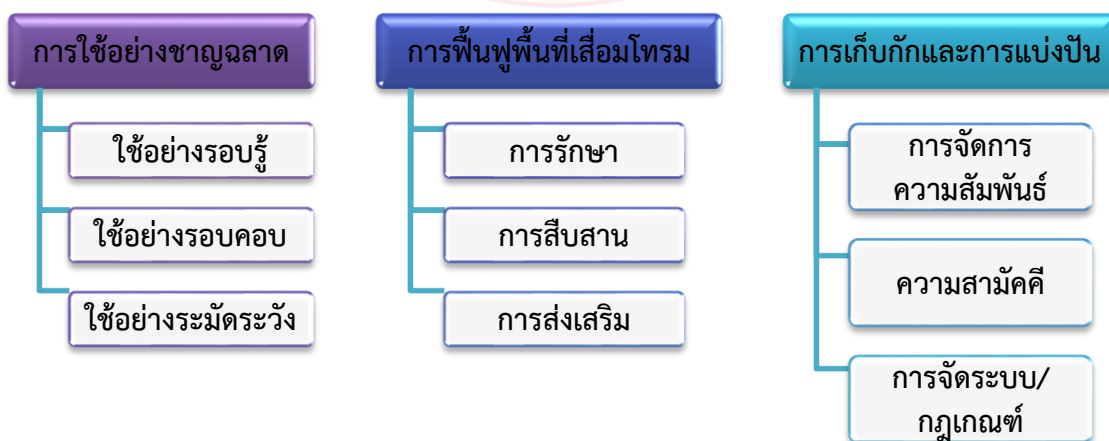 การใช้อย่างชาญฉลาด
ใช้อย่างรอบรู้
ใช้อย่างรอบคอบ
ใช้อย่างระมัดระวัง
การฟื้นฟูพื้นที่เสื่อมโทรม
การรักษา
การสืบสาน
การส่งเสริม
การเก็บกักและการแบ่งปัน
การจัดการ
ความสัมพันธ์
ความสามัคคี
การจัดระบบ/
กฎเกณฑ์